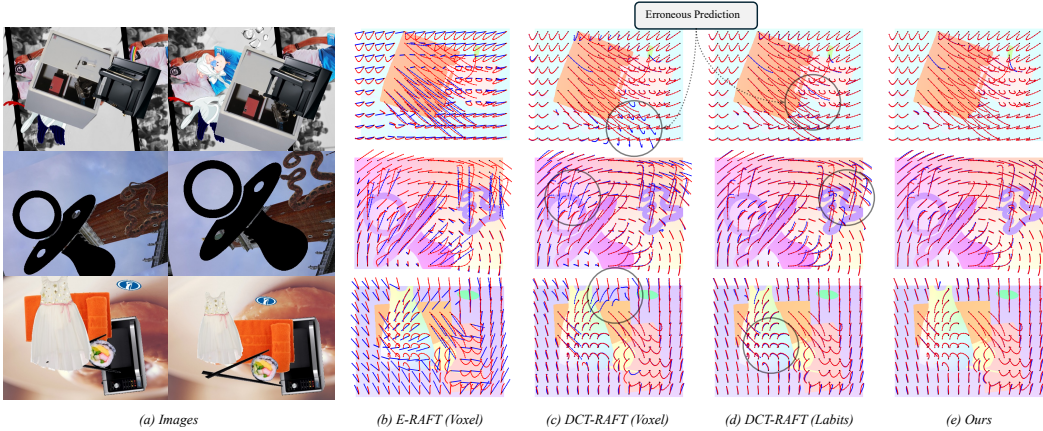 Erroneous Prediction
(a) Images
(b) E-RAFT (Voxel)
(c) DCT-RAFT (Voxel)
(d) DCT-RAFT (Labits)
(e) Ours